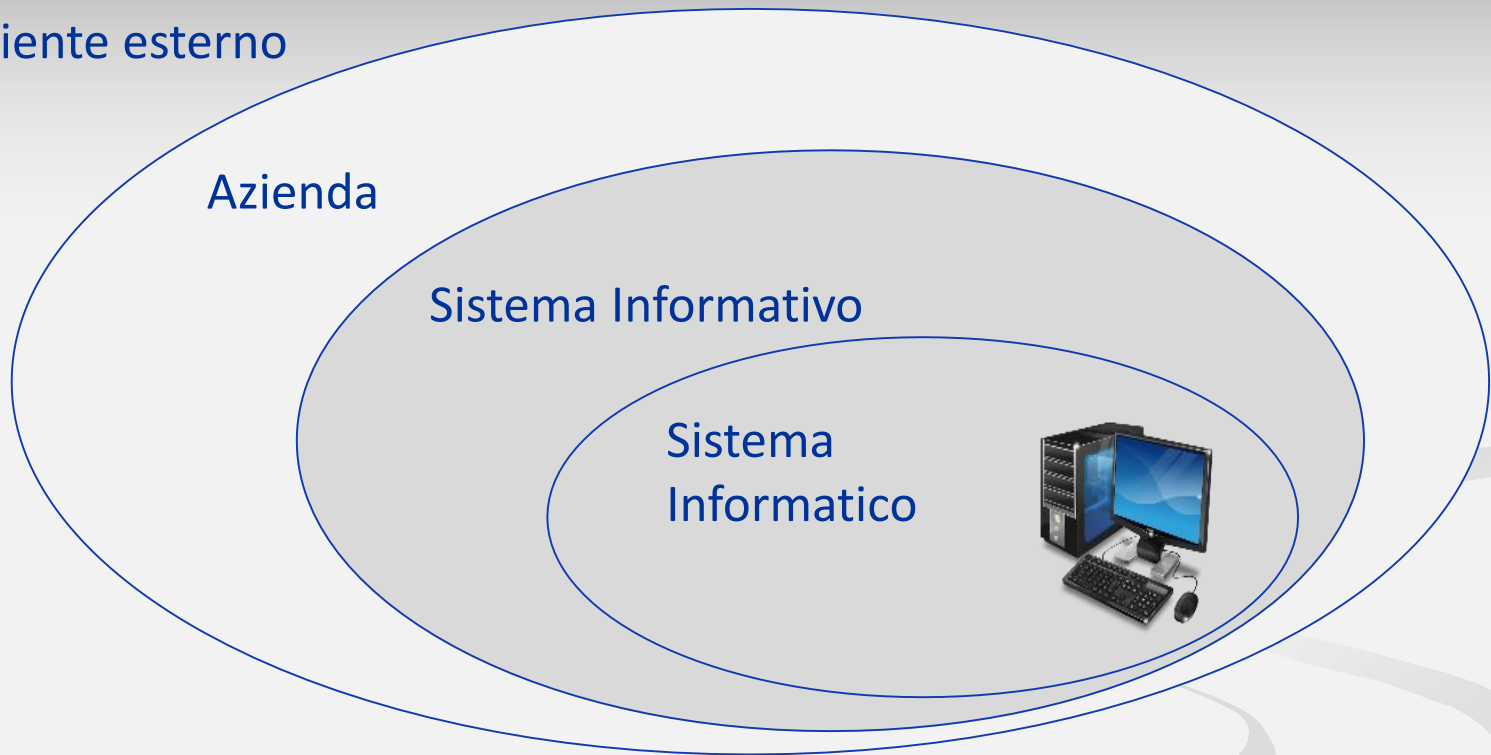 iente esterno
Azienda
Sistema Informativo
Sistema
Informatico